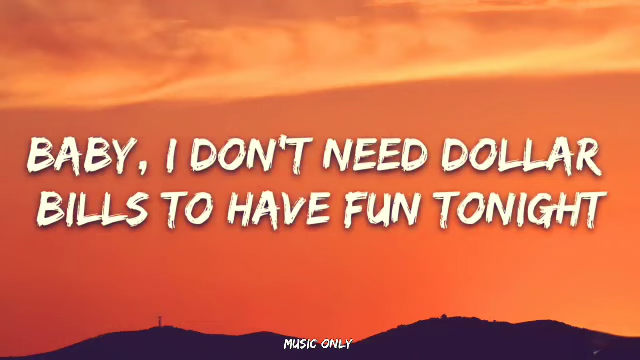 BABY, I DON'T NEED DOLLAR
BILLS TO HAVE FUN TONIGHT
MUSIC ONLY